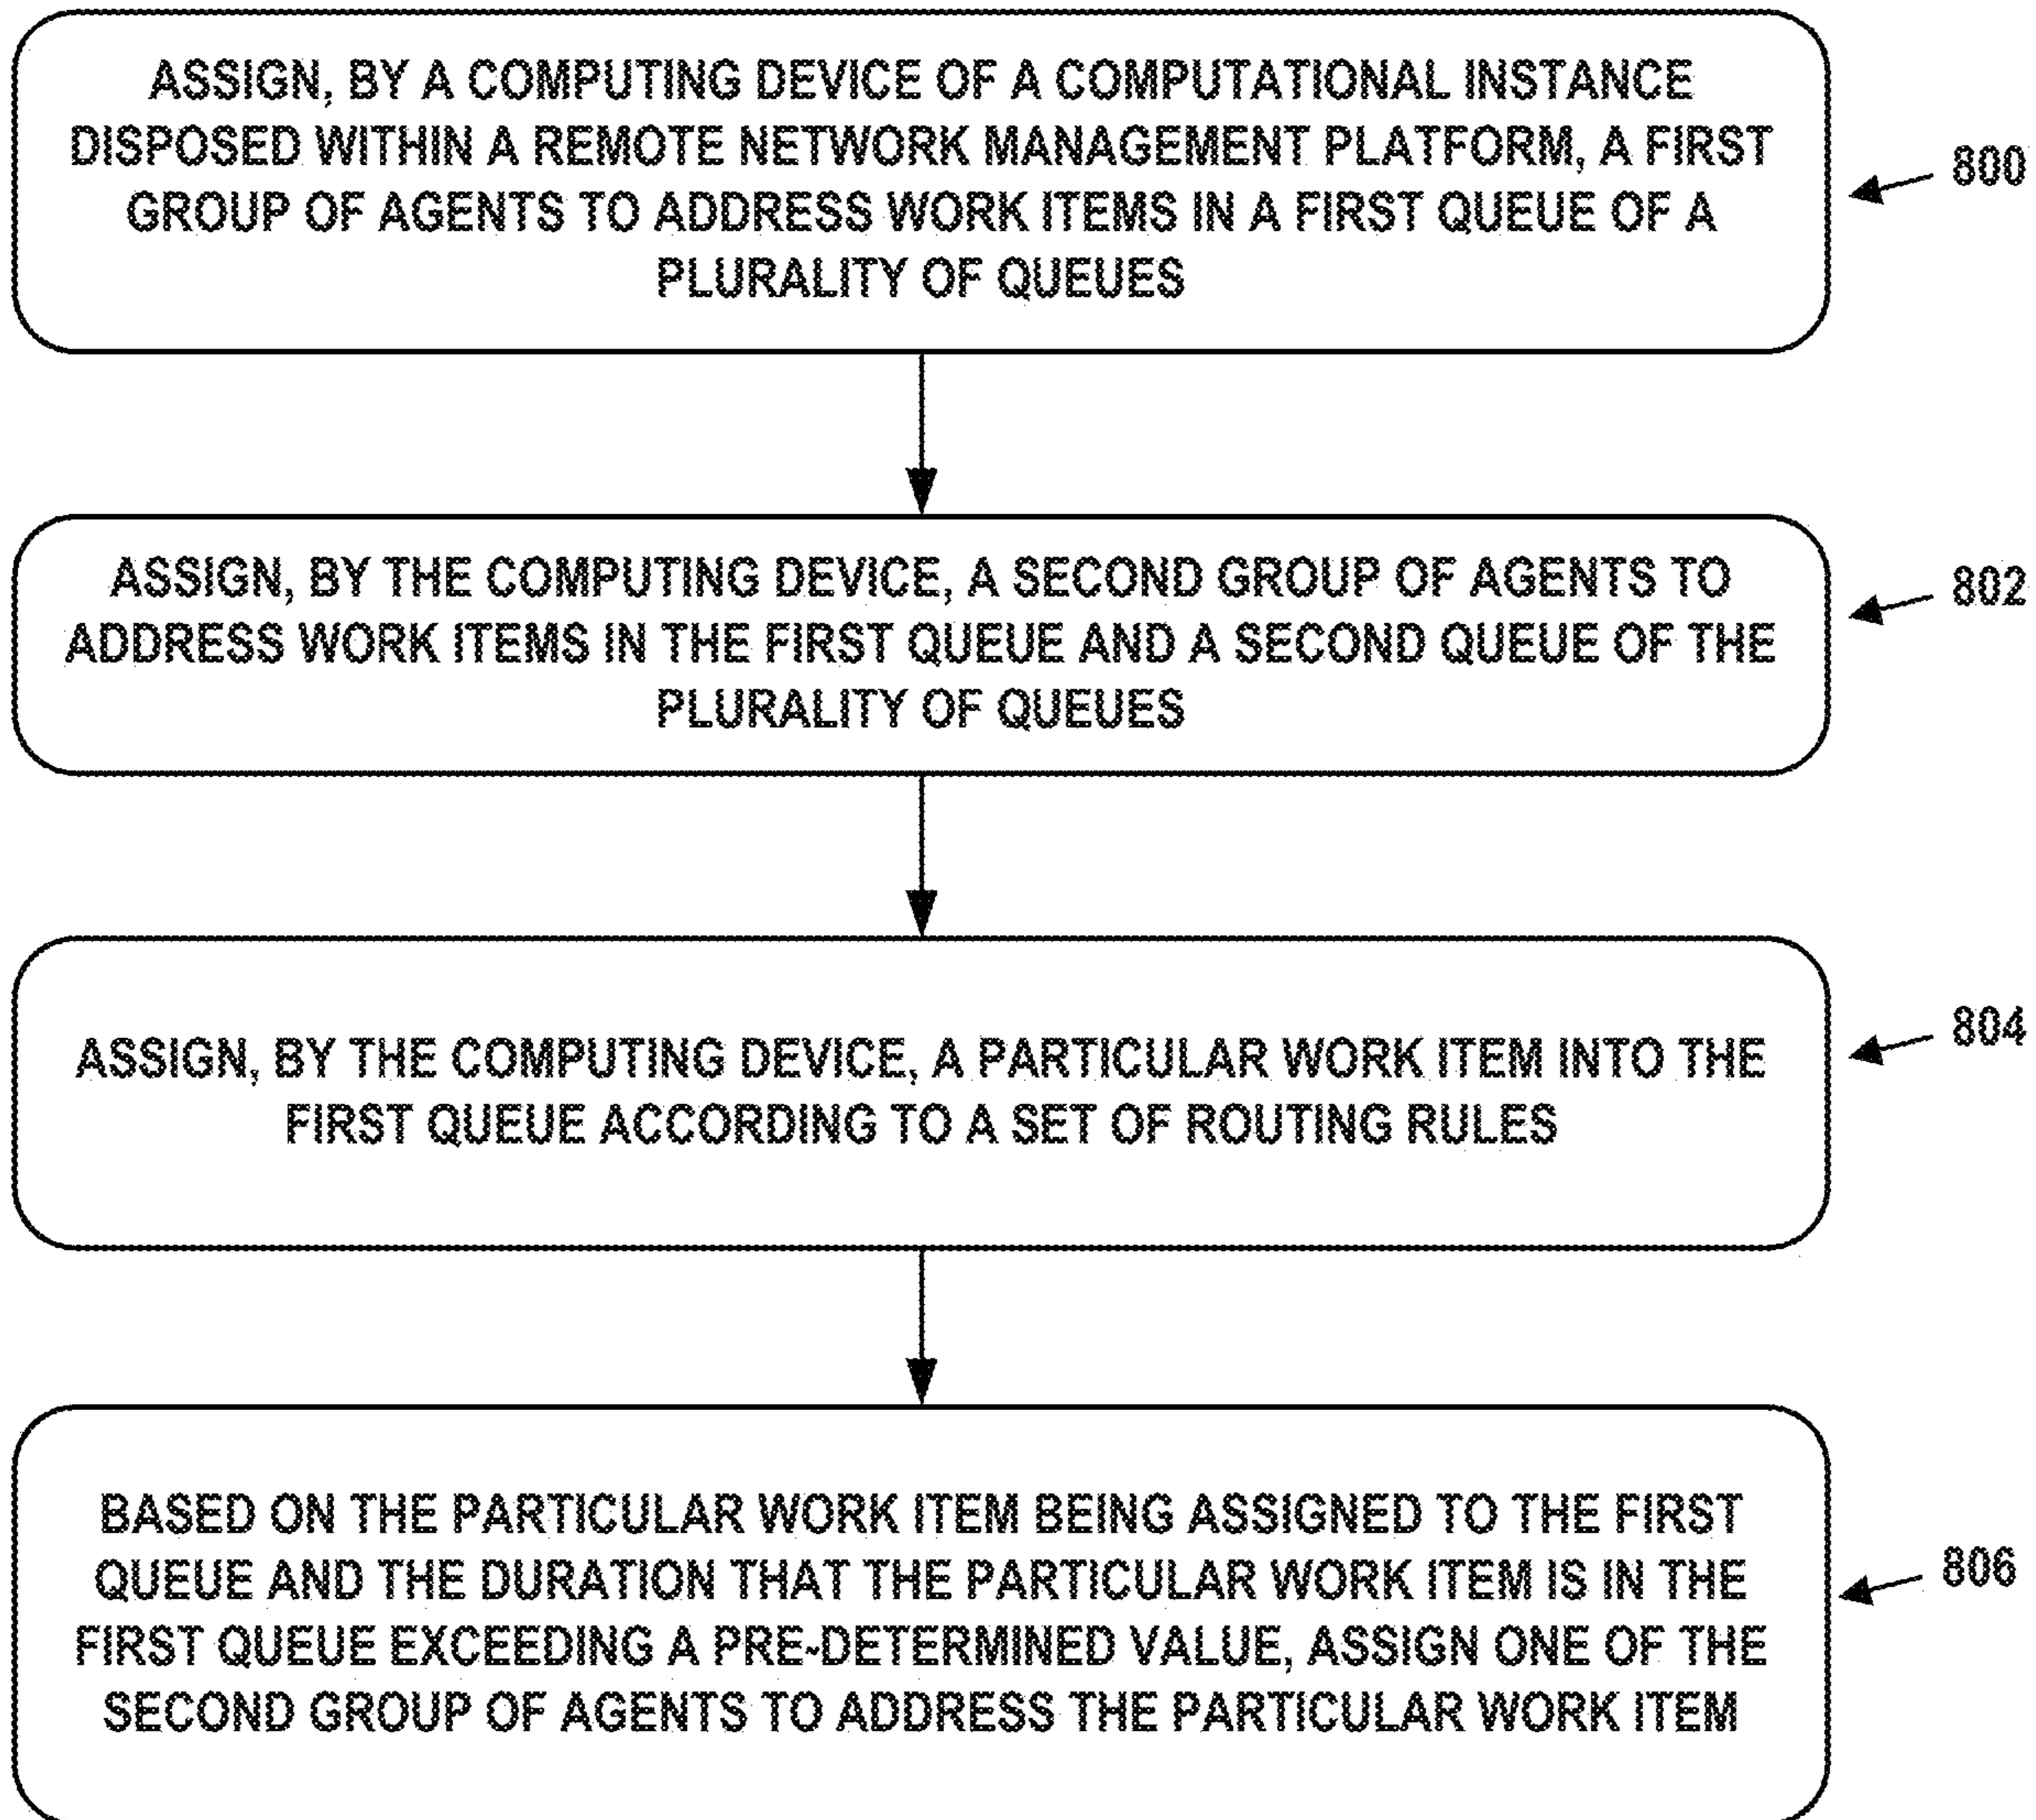 ASSIGN, BY A COMPUTING DEVICE OF A COMPUTATIONAL INSTANCE
DISPOSED WITHIN A REMOTE NETWORK MANAGEMENT PLATFORM, A FIRST
GROUP OF AGENTS TO ADDRESS WORK ITEMS IN A FIRST QUEUE OF A
PLURALITY OF QUEUES
800
ASSIGN, BY THE COMPUTING DEVICE, A SECOND GROUP OF AGENTS TO
ADDRESS WORK ITEMS IN THE FIRST QUEUE AND A SECOND QUEUE OF THE
PLURALITY OF QUEUES
802
ASSIGN, BY THE COMPUTING DEVICE, A PARTICULAR WORK ITEM INTO THE
FIRST QUEUE ACCORDING TO A SET OF ROUTING RULES
804
BASED ON THE PARTICULAR WORK ITEM BEING ASSIGNED TO THE FIRST
QUEUE AND THE DURATION THAT THE PARTICULAR WORK ITEM IS IN THE
FIRST QUEUE EXCEEDING A PRE-DETERMINED VALUE, ASSIGN ONE OF THE
SECOND GROUP OF AGENTS TO ADDRESS THE PARTICULAR WORK ITEM
806